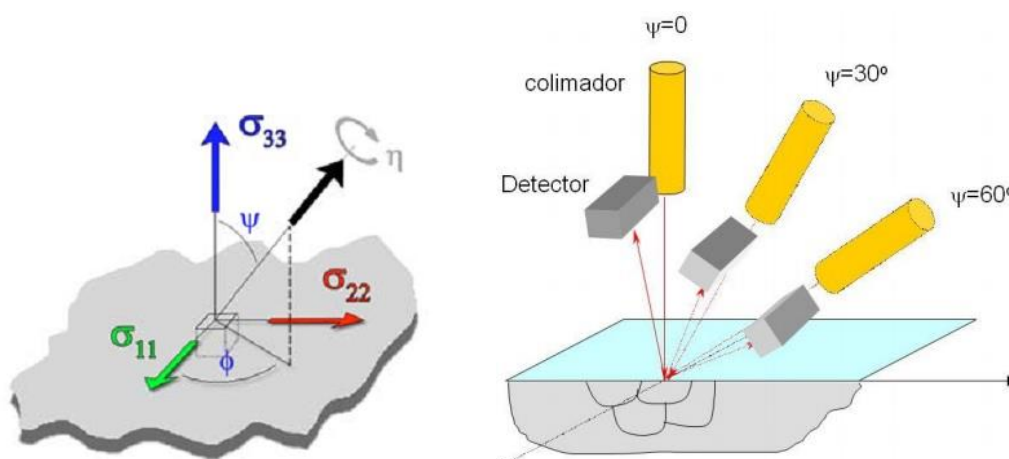 σ33
η
ψ
σ22
σ11
ϕ
ψ=0
colimador
ψ=30º
Detector
ψ=60º